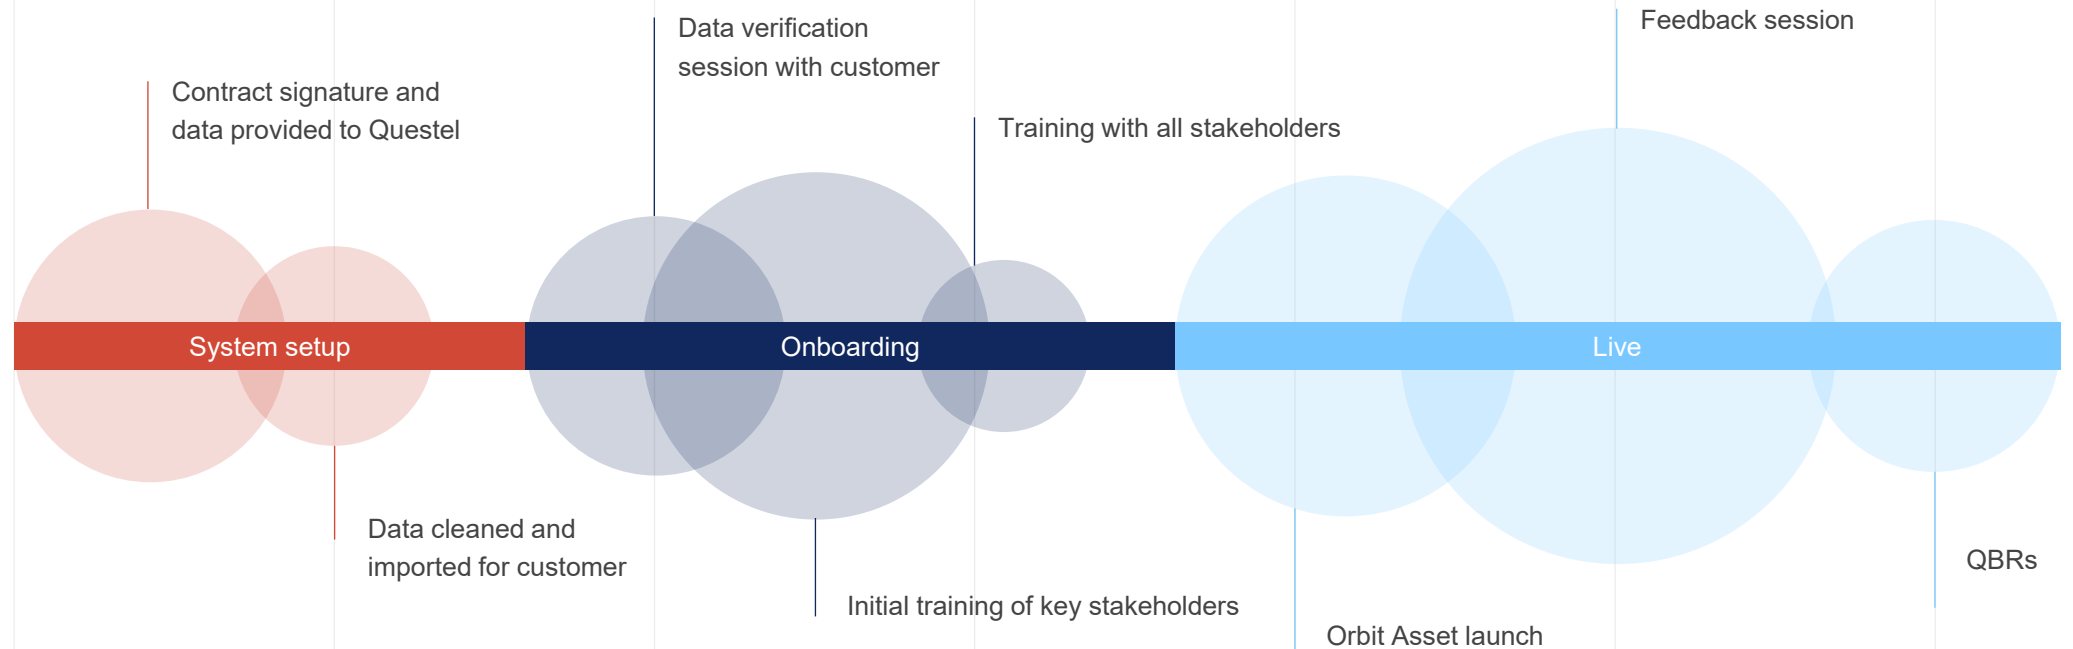 Contract signature and
data provided to Questel
Data cleaned and
imported for customer
System setup
Data verification
session with customer
Initial training of key stakeholders
Training with all stakeholders
Onboarding
Orbit Asset launch
Feedback session
QBRs
Live